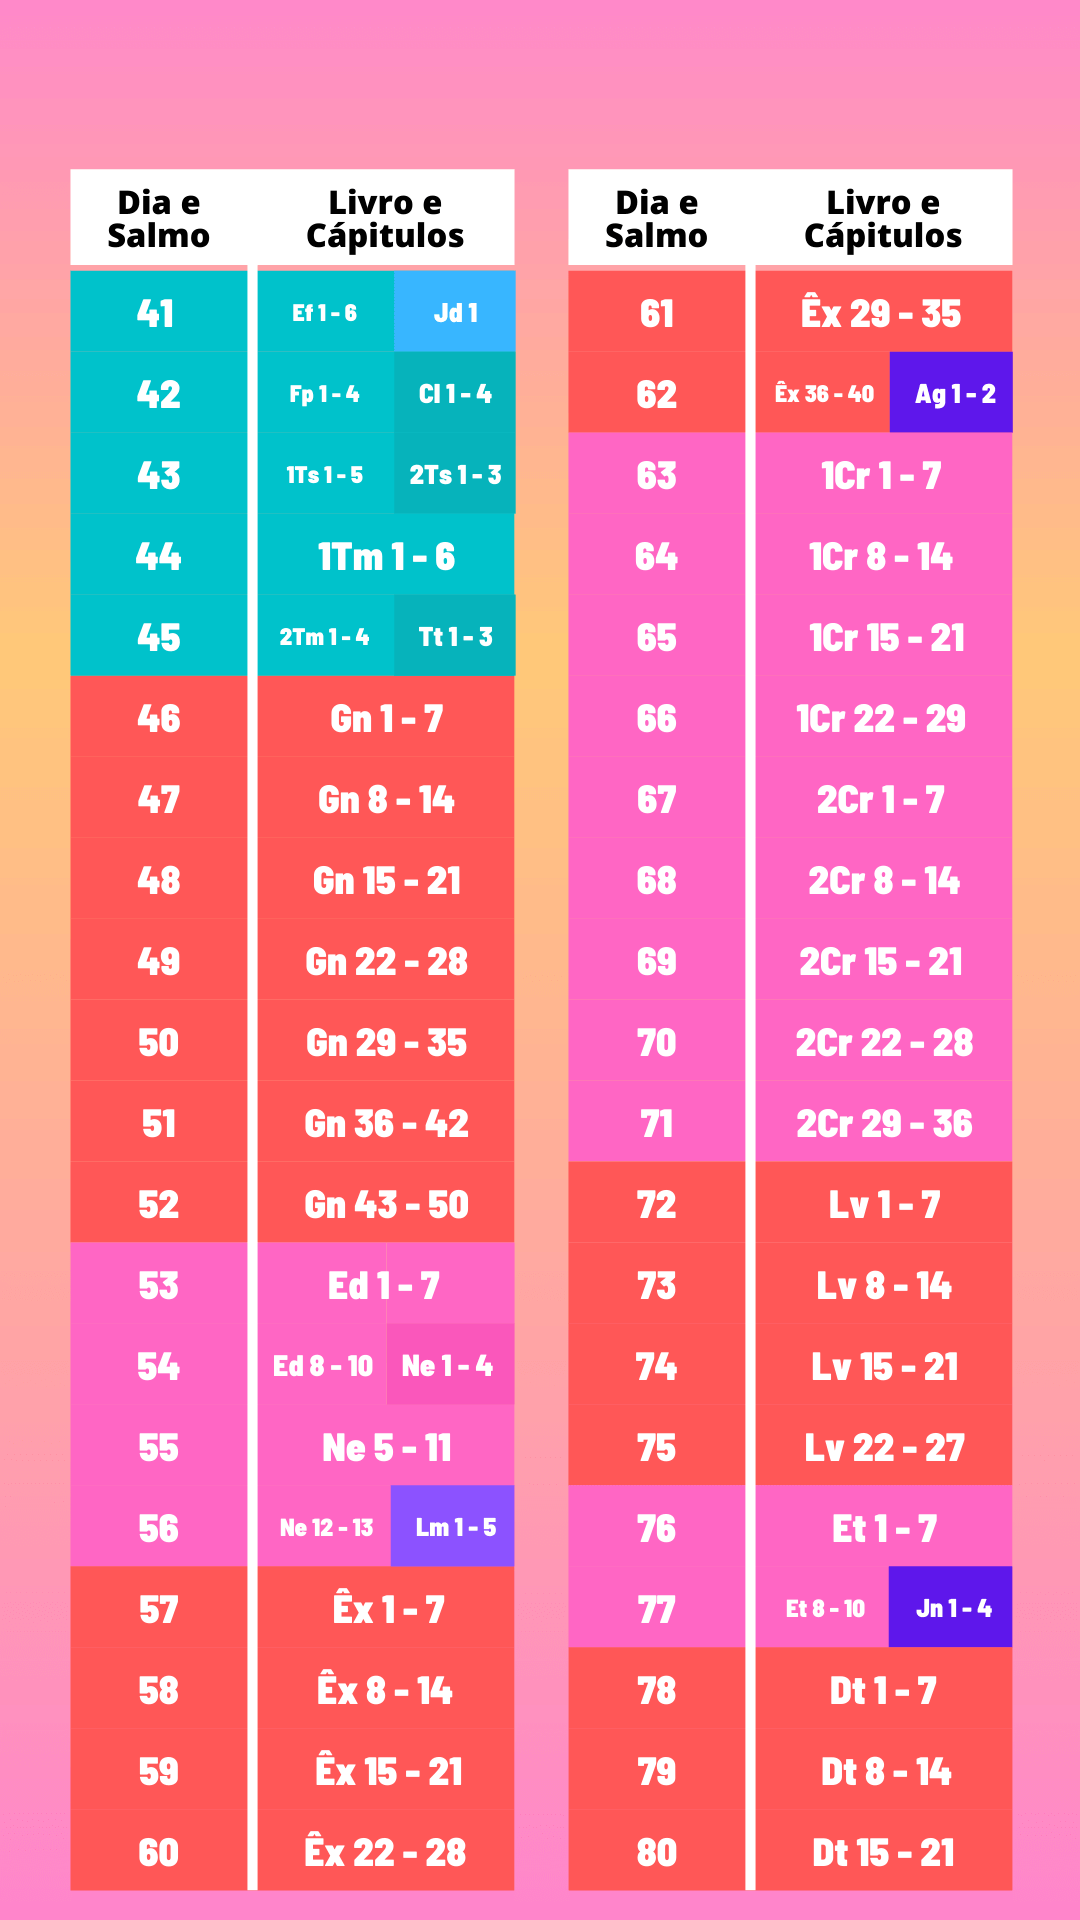 Dia e
Salmo
Livro e
Cápitulos
41 Ef 1 - 6 Jd 1
42 Fp 1 - 4 Cl 1 - 4
43 1Ts 1 - 5 2Ts 1 - 3
44 1Tm 1 - 6
45 2Tm 1 - 4 Tt 1 - 3
46 Gn 1 - 7
47 Gn 8 - 14
48 Gn 15 - 21
49 Gn 22 - 28
50 Gn 29 - 35
51 Gn 36 - 42
52 Gn 43 - 50
53 Ed 1 - 7
54 Ed 8 - 10 Ne 1 - 4
55 Ne 5 - 11
56 Ne 12 - 13 Lm 1 - 5
57 Êx 1 - 7
58 Êx 8 - 14
59 Êx 15 - 21
60 Êx 22 - 28
Dia e
Salmo
Livro e
Cápitulos
61 Êx 29 - 35
62 Êx 36 - 40 Ag 1 - 2
63 1Cr 1 - 7
64 1Cr 8 - 14
65 1Cr 15 - 21
66 1Cr 22 - 29
67 2Cr 1 - 7
68 2Cr 8 - 14
69 2Cr 15 - 21
70 2Cr 22 - 28
71 2Cr 29 - 36
72 Lv 1 - 7
73 Lv 8 - 14
74 Lv 15 - 21
75 Lv 22 - 27
76 Et 1 - 7
77 Et 8 - 10 Jn 1 - 4
78 Dt 1 - 7
79 Dt 8 - 14
80 Dt 15 - 21